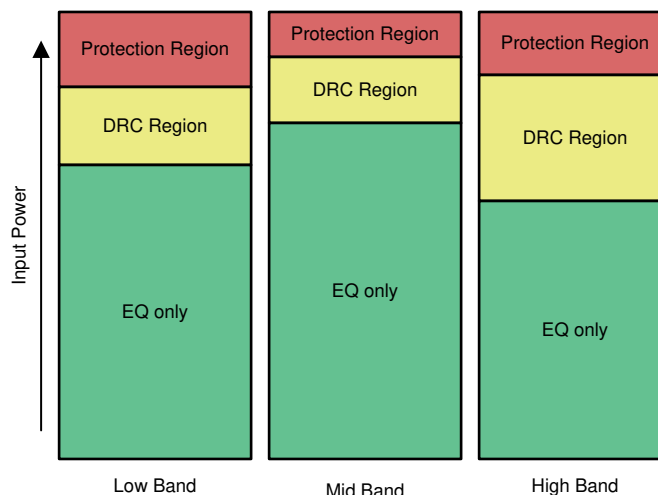 Input Power
Protection Region
DRC Region
EQ only
Low Band
Protection Region
DRC Region
EQ only
Mid Band
Protection Region
DRC Region
EQ only
High Band